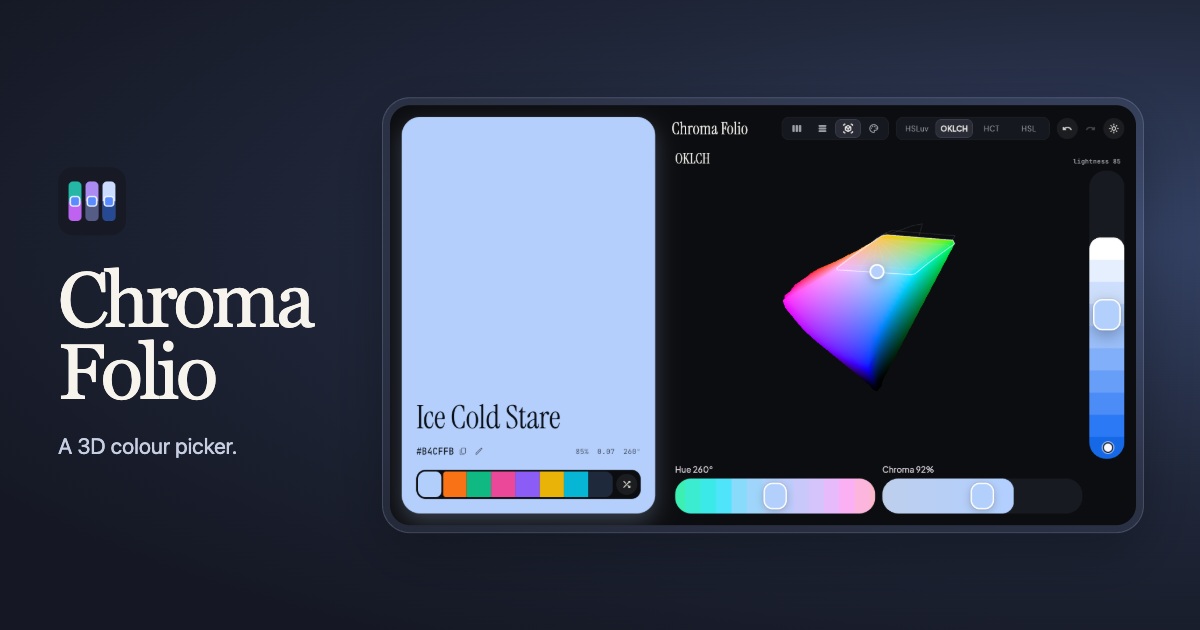 Chroma
Folio
A 3D colour picker.
Ice Cold Stare
#B4CFFB
85% 0.07 260°
Chroma Folio
HSLuv OKLCH HCT HSL
OKLCH
lightness 85
Hue 260°
Chroma 92%